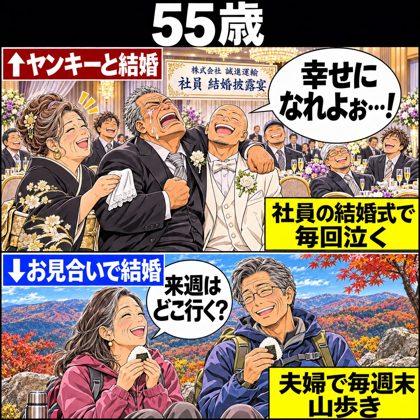 55歳
↑ヤンキーと結婚
株式会社 誠進運輸
社員 結婚披露宴
幸せに
なれよぉ…!
社員の結婚式で
毎回泣く
↓お見合いで結婚
来週は
どこ行く?
夫婦で毎週末
山歩き